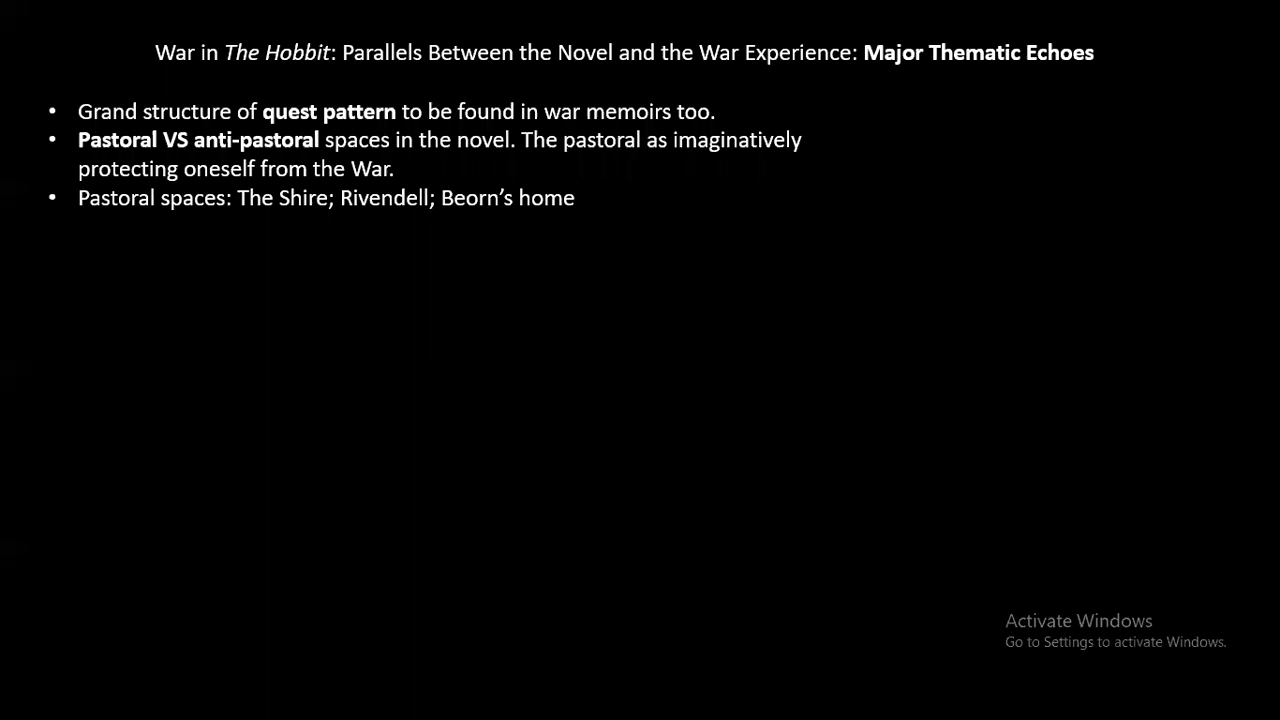 War in The Hobbit: Parallels Between the Novel and the War Experience: Major Thematic Echoes
• Grand structure of quest pattern to be found in war memoirs too.
• Pastoral VS anti-pastoral spaces in the novel. The pastoral as imaginatively
protecting oneself from the War.
• Pastoral spaces: The Shire; Rivendell; Beorn’s home
Activate Windows
Go to Settings to activate Windows.